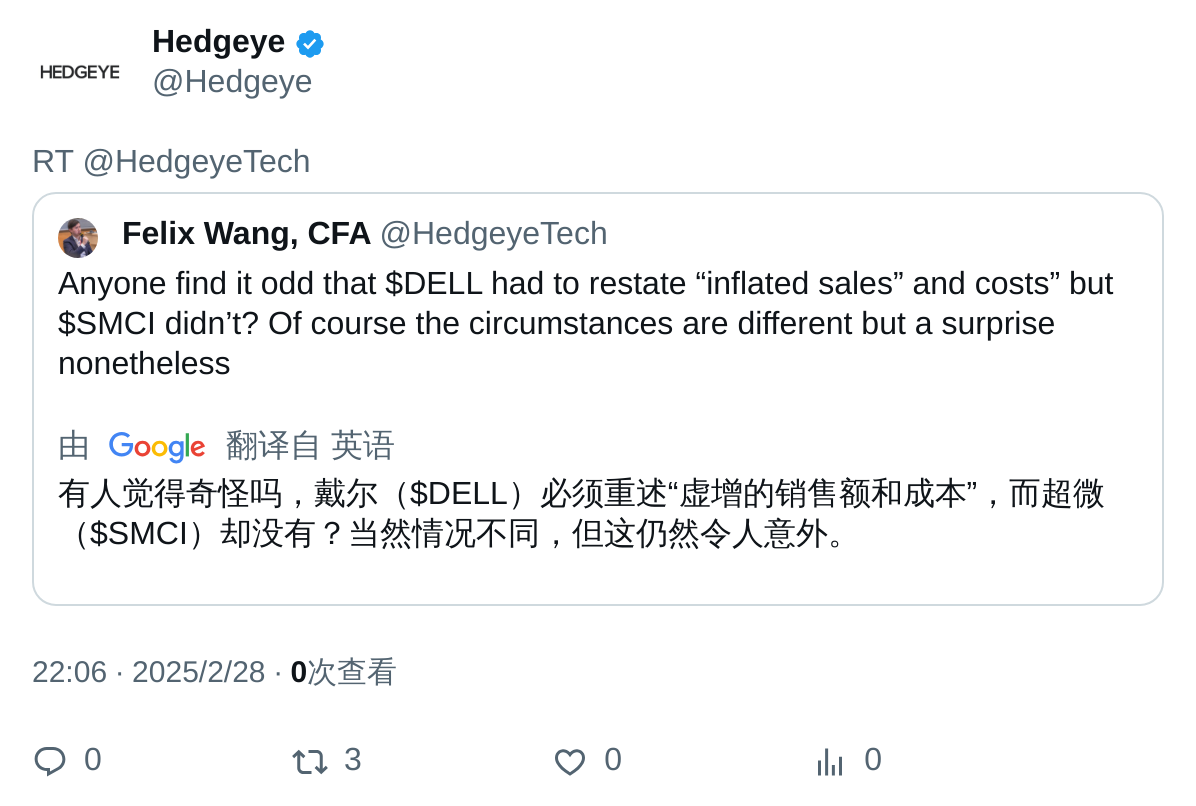 HEDGEYE
Hedgeye
@Hedgeye
RT @HedgeyeTech
Felix Wang, CFA @HedgeyeTech
Anyone find it odd that $DELL had to restate “inflated sales” and costs” but
$SMCI didn’t? Of course the circumstances are different but a surprise
nonetheless
由 Google 翻译自 英语
有人觉得奇怪吗，戴尔（$DELL）必须重述“虚增的销售额和成本”，而超微
（$SMCI）却没有？当然情况不同，但这仍然令人意外。
22:06 · 2025/2/28 · 0次查看
0 3 0 0